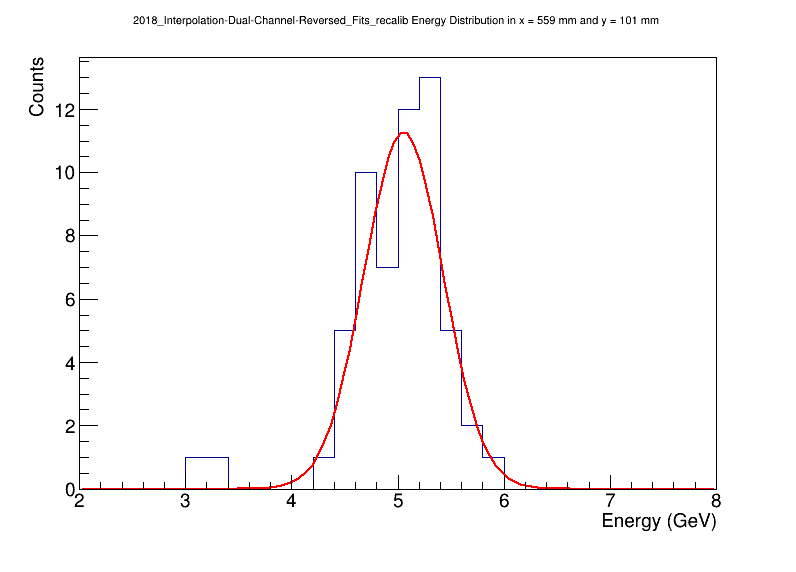 2018_Interpolation-Dual-Channel-Reversed_Fits_recalib Energy Distribution in x = 559 mm and y = 101 mm
Counts
12
10
8
6
4
2
0
2 3 4 5 6 7 8
Energy (GeV)